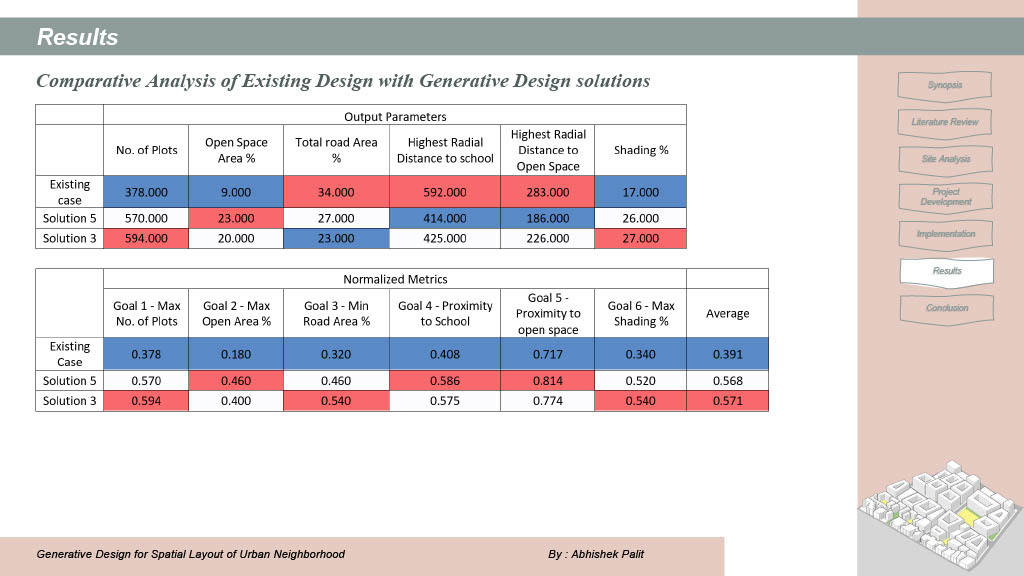 Results
Comparative Analysis of Existing Design with Generative Design solutions
Output Parameters
No. of Plots
Open Space
Area %
Total road Area
%
Highest Radial
Distance to school
Highest Radial
Distance to
Open Space
Shading %
Existing
case
378.000 9.000 34.000 592.000 283.000 17.000
Solution 5 570.000 23.000 27.000 414.000 186.000 26.000
Solution 3 594.000 20.000 23.000 425.000 226.000 27.000
Normalized Metrics
Goal 1 - Max
No. of Plots
Goal 2 - Max
Open Area %
Goal 3 - Min
Road Area %
Goal 4 - Proximity
to School
Goal 5 -
Proximity to
open space
Goal 6 - Max
Shading %
Average
Existing
Case
0.378 0.180 0.320 0.408 0.717 0.340 0.391
Solution 5 0.570 0.460 0.460 0.586 0.814 0.520 0.568
Solution 3 0.594 0.400 0.540 0.575 0.774 0.540 0.571
Synopsis
Literature Review
Site Analysis
Project
Development
Implementation
Results
Conclusion
Generative Design for Spatial Layout of Urban Neighborhood
By : Abhishek Palit